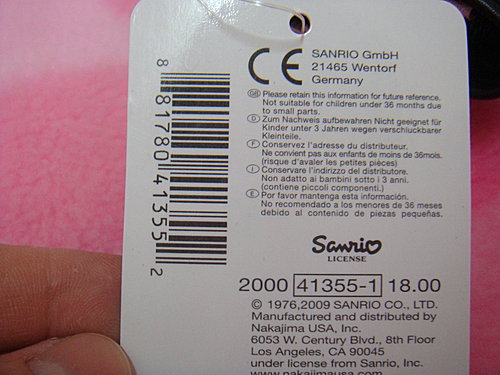 8 81780 41355 2
CE SANRIO GmbH
21465 Wentorf
Germany
GB Please retain this information for future reference.
Not suitable for children under 36 months due
to small parts.
D Zum Nachweis aufbewahren Nicht geeignet für
Kinder unter 3 Jahren wegen verschluckbarer
Kleinteile.
F Conservez l'adresse du distributeur.
Ne convient pas aux enfants de moins de 36mois.
(risque d'avaler les petites pièces)
I Conservare l'indirizzo del distributore.
Non adatto ai bambini sotto i 3 anni.
(contiene piccoli componenti.)
E Por favor mantenga esta información.
No recomendado a los menores de 36 meses
debido al contenido de piezas pequeñas.
Sanrio
LICENSE
2000 41355-1 18.00
© 1976,2009 SANRIO CO., LTD.
Manufactured and distributed by
Nakajima USA, Inc.
6053 W. Century Blvd., 8th Floor
Los Angeles, CA 90045
under license from Sanrio, Inc.
www.nakajimausa.com